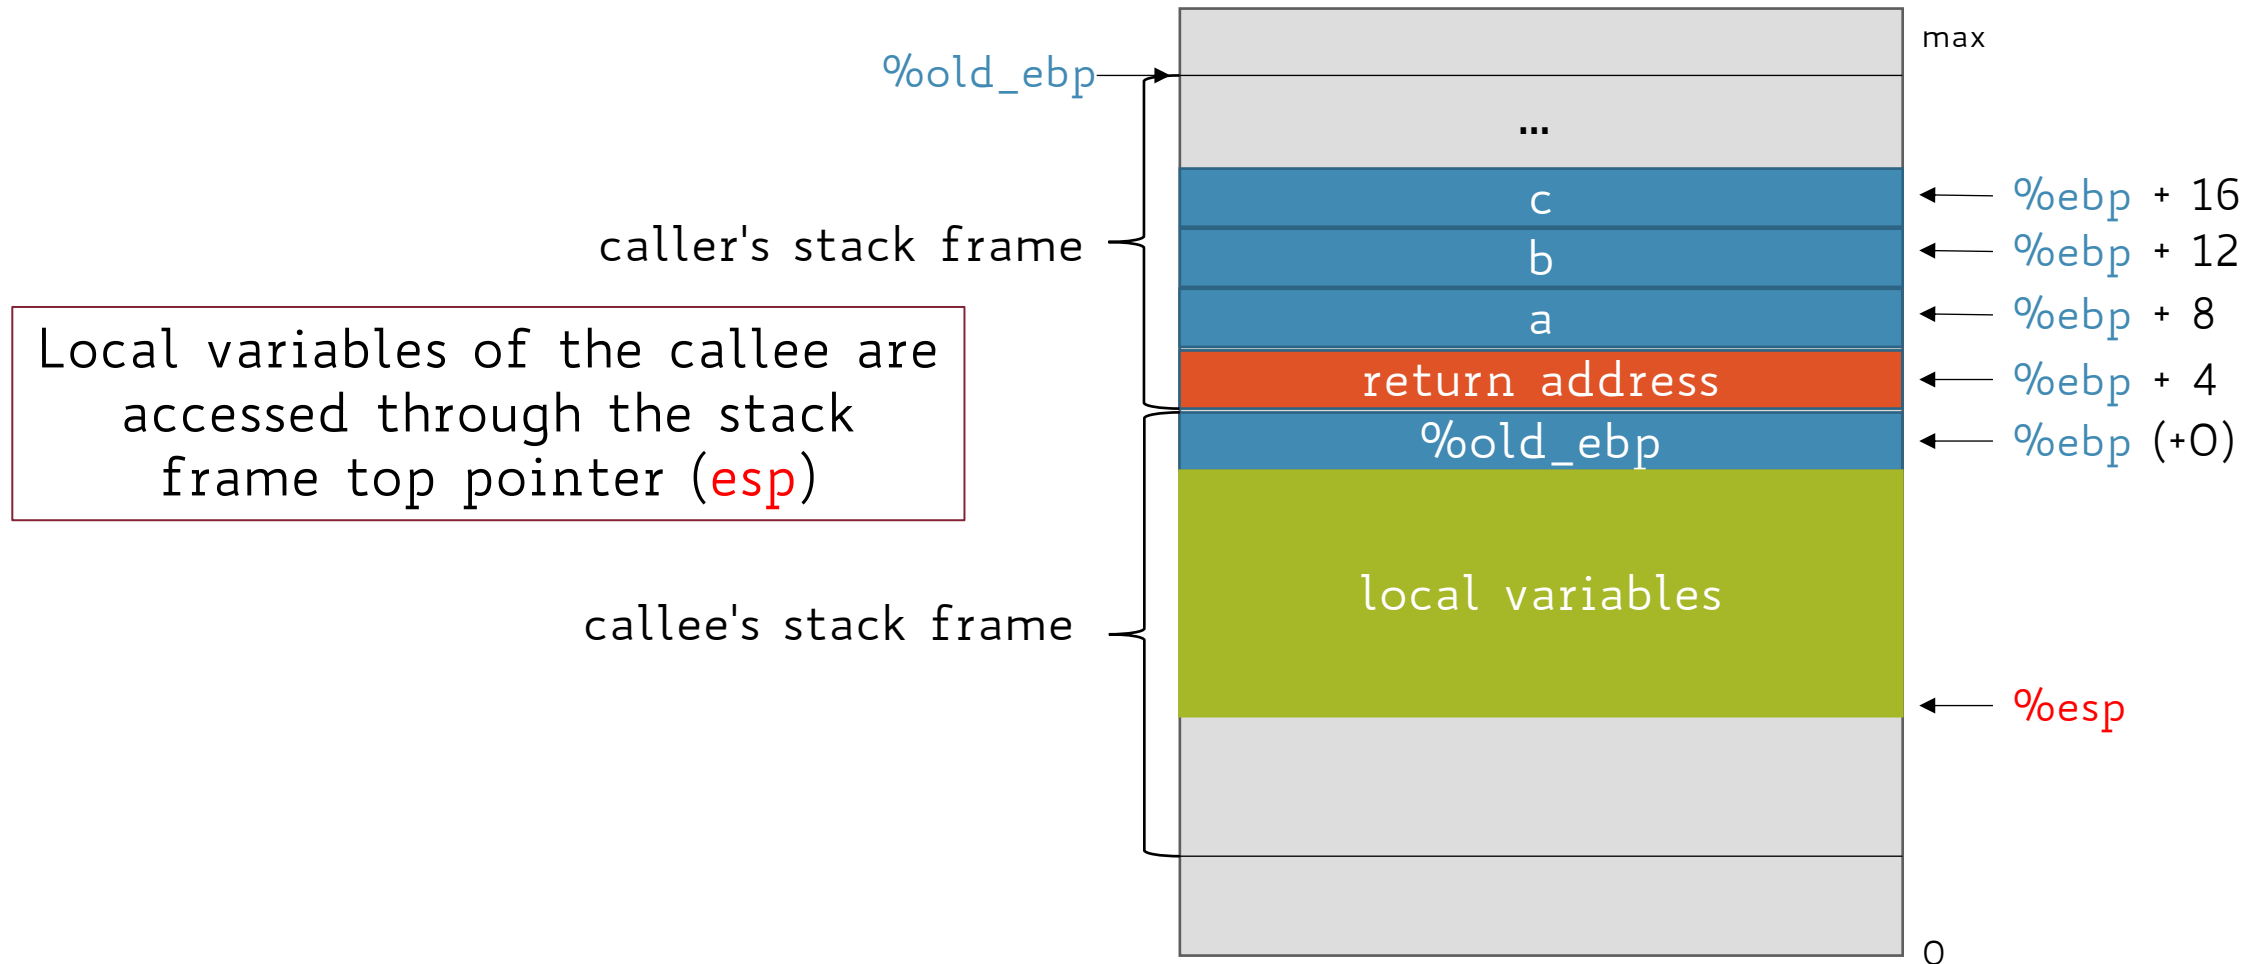 max
%old_ebp
...
c
%ebp + 16
b
%ebp + 12
caller's stack frame
a
%ebp + 8
return address
%ebp + 4
%old_ebp
%ebp (+0)
Local variables of the callee are
accessed through the stack
frame top pointer (esp)
local variables
callee's stack frame
%esp
0